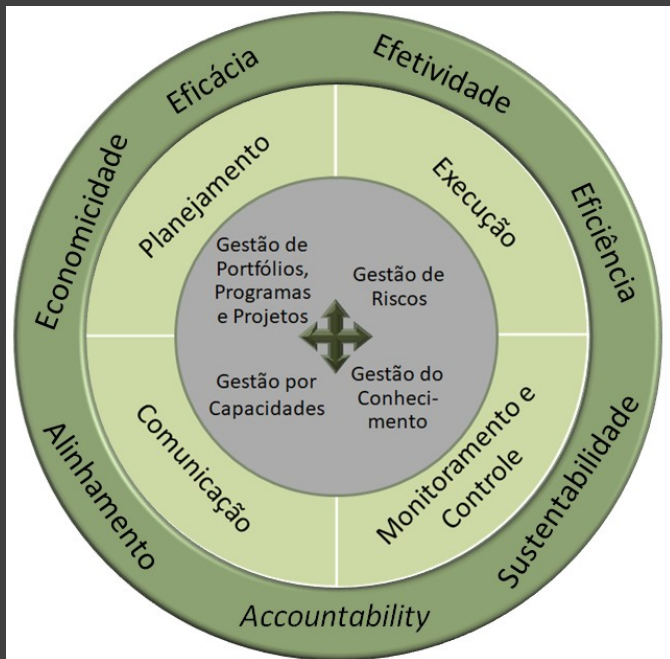 Economicidade
Eficácia
Efetividade
Eficiência
Sustentabilidade
Accountability
Alinhamento
Planejamento
Execução
Monitoramento e
Controle
Comunicação
Gestão de
Portfólios,
Programas
e Projetos
Gestão de
Riscos
Gestão por
Capacidades
Gestão do
Conheci-
mento